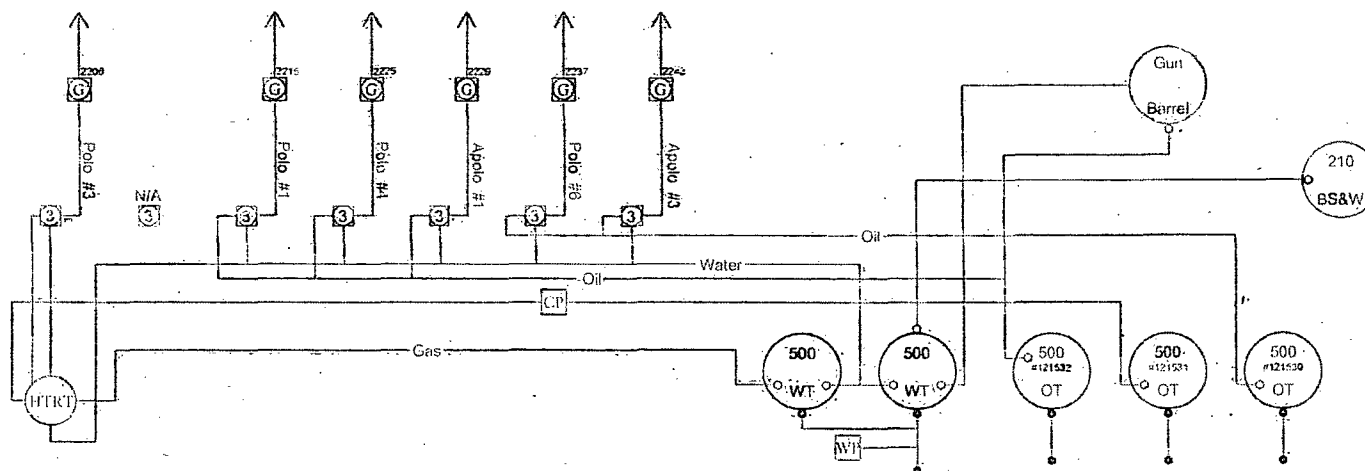 2208 2215 2225 2229 2237 2242
G G G G G G
Gun
Barrel
Polo #3
Polo #1
Polo #4
Apolo #1
Polo #6
Apolo #3
210
BS&W
N/A
3 3 3 3 3 3 3
Oil
Water
Oil
CP
Gas
500 500 500 500 500
#121532 #121531 #121530
HTRT
WT WT OT OT OT
WP